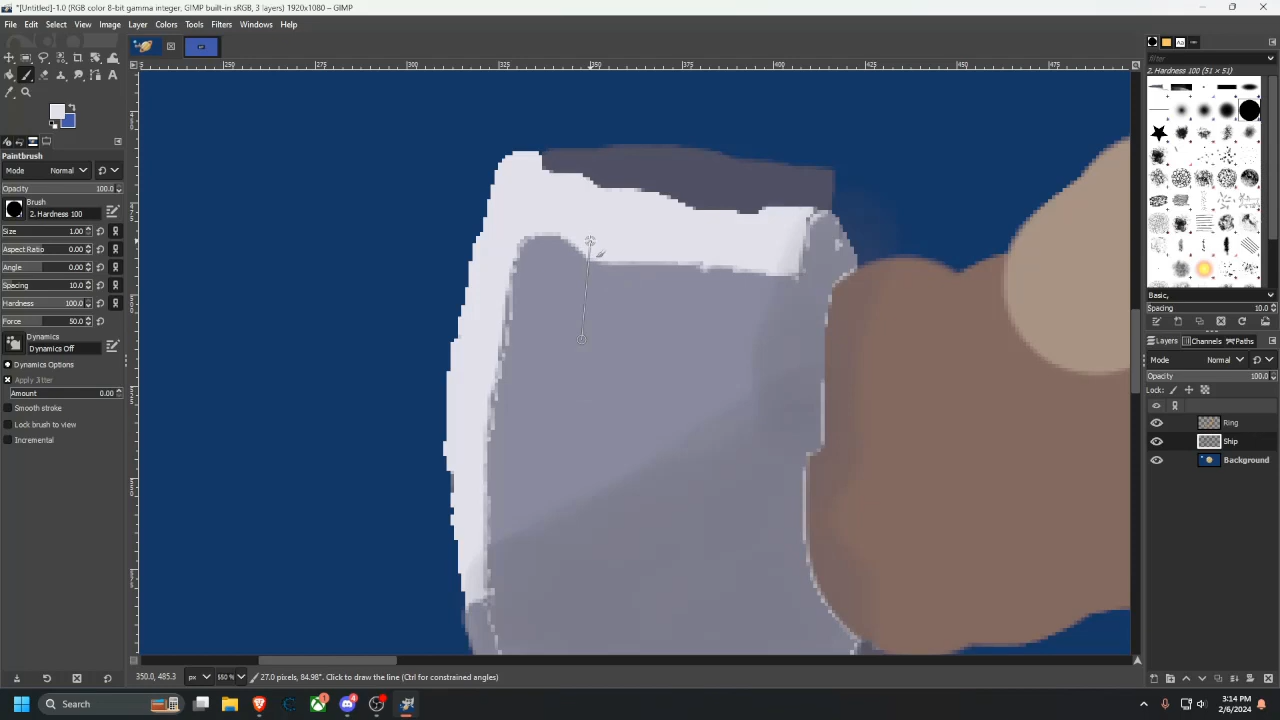 *[Untitled]-1.0 (RGB color 8-bit gamma integer, GIMP built-in sRGB, 3 layers) 1920x1080 – GIMP
File Edit Select View Image Layer Colors Tools Filters Windows Help
Paintbrush
Mode Normal
Opacity 100.0
Brush
2. Hardness 100
Size 1.00
Aspect Ratio 0.00
Angle 0.00
Spacing 10.0
Hardness 100.0
Force 50.0
Dynamics
Dynamics Off
Dynamics Options
Apply Jitter
Amount 0.00
Smooth stroke
Lock brush to view
Incremental
250 275 300 325 350 375 400 425 450 475
filter
2. Hardness 100 (51 × 51)
Basic,
Spacing 10.0
Layers Channels Paths
Mode Normal
Opacity 100.0
Lock:
Ring
Ship
Background
350.0, 485.3 px 550 % 27.0 pixels, 84.98°. Click to draw the line (Ctrl for constrained angles)
Search
3:14 PM
2/6/2024